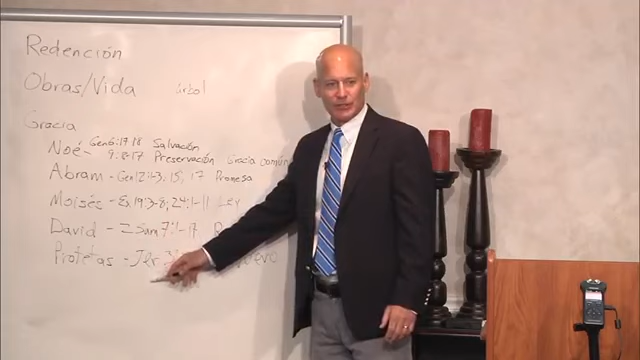 Redención
Obras/Vida árbol
Gracia
Noé - Gen 6:17-18 Salvación
9:8-17 Preservación Gracia común
Abram - Gen 12:1-3; 15, 17 Promesa
Moisés - Ex 19:3-8; 24:1-11 Ley
David - 2 Sam 7:1-17
Profetas - Jer